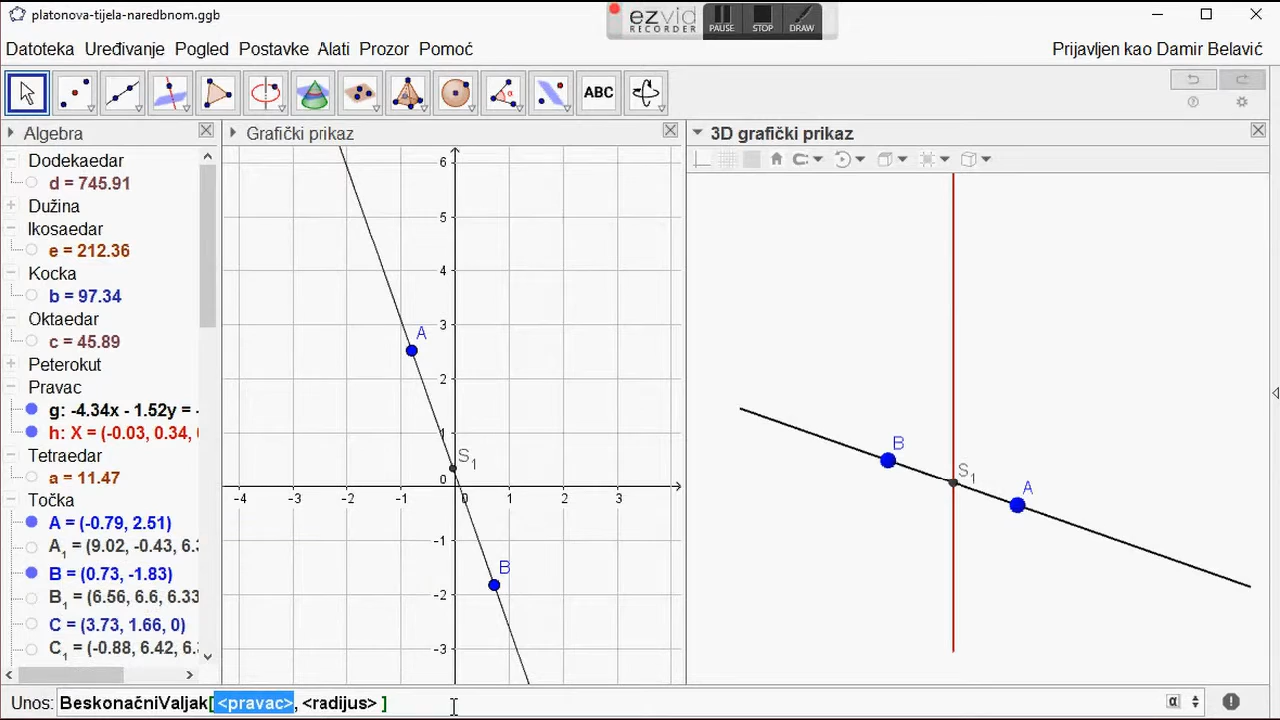 platonova-tijela-naredbnom.ggb
ezvid
RECORDER
PAUSE
STOP
DRAW
Datoteka Uređivanje Pogled Postavke Alati Prozor Pomoć
Prijavljen kao Damir Belavić
ABC
Algebra
Dodekaedar
d = 745.91
Dužina
Ikosaedar
e = 212.36
Kocka
b = 97.34
Oktaedar
c = 45.89
Peterokut
Pravac
g: -4.34x - 1.52y = -
h: X = (-0.03, 0.34, (
Tetraedar
a = 11.47
Točka
A = (-0.79, 2.51)
A1 = (9.02, -0.43, 6.3
B = (0.73, -1.83)
B1 = (6.56, 6.6, 6.33
C = (3.73, 1.66, 0)
C1 = (-0.88, 6.42, 6.
Grafički prikaz
6
5
4
3
2
1
0
-4 -3 -2 -1 0 1 2 3
-1
-2
-3
A
S1
B
3D grafički prikaz
B
S1
A
Unos: BeskonačniValjak[ <pravac>, <radijus> ]
α